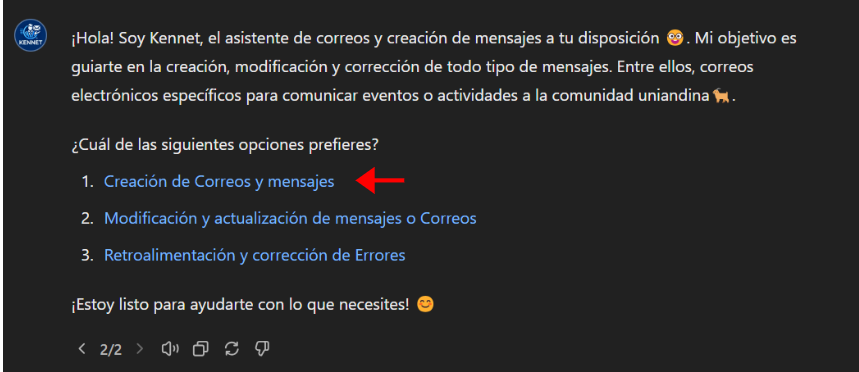 KENNET
¡Hola! Soy Kennet, el asistente de correos y creación de mensajes a tu disposición 🤓. Mi objetivo es
guiarte en la creación, modificación y corrección de todo tipo de mensajes. Entre ellos, correos
electrónicos específicos para comunicar eventos o actividades a la comunidad uniandina🐐.
¿Cuál de las siguientes opciones prefieres?
1. Creación de Correos y mensajes
2. Modificación y actualización de mensajes o Correos
3. Retroalimentación y corrección de Errores
¡Estoy listo para ayudarte con lo que necesites! 😊
2/2